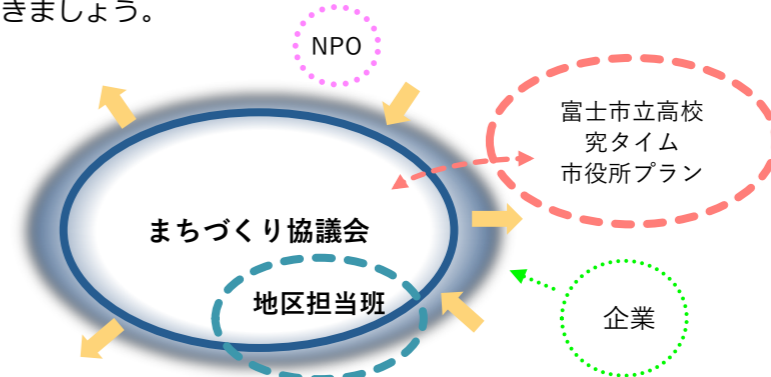 きましょう。
NPO
富士市立高校
究タイム
市役所プラン
まちづくり協議会
地区担当班
企業